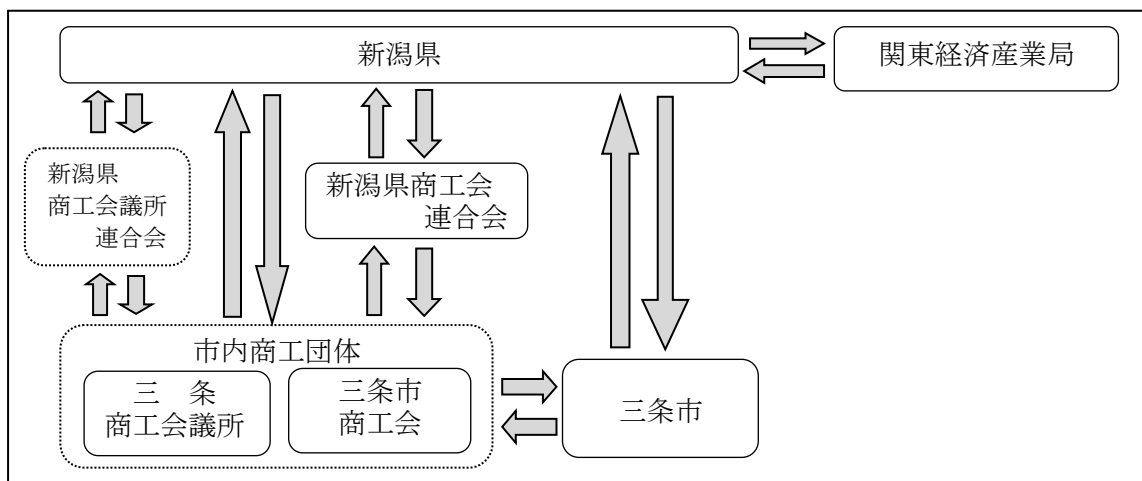 新潟県
関東経済産業局
新潟県
商工会議所
連合会
新潟県商工会
連合会
市内商工団体
三　条
商工会議所
三条市
商工会
三条市